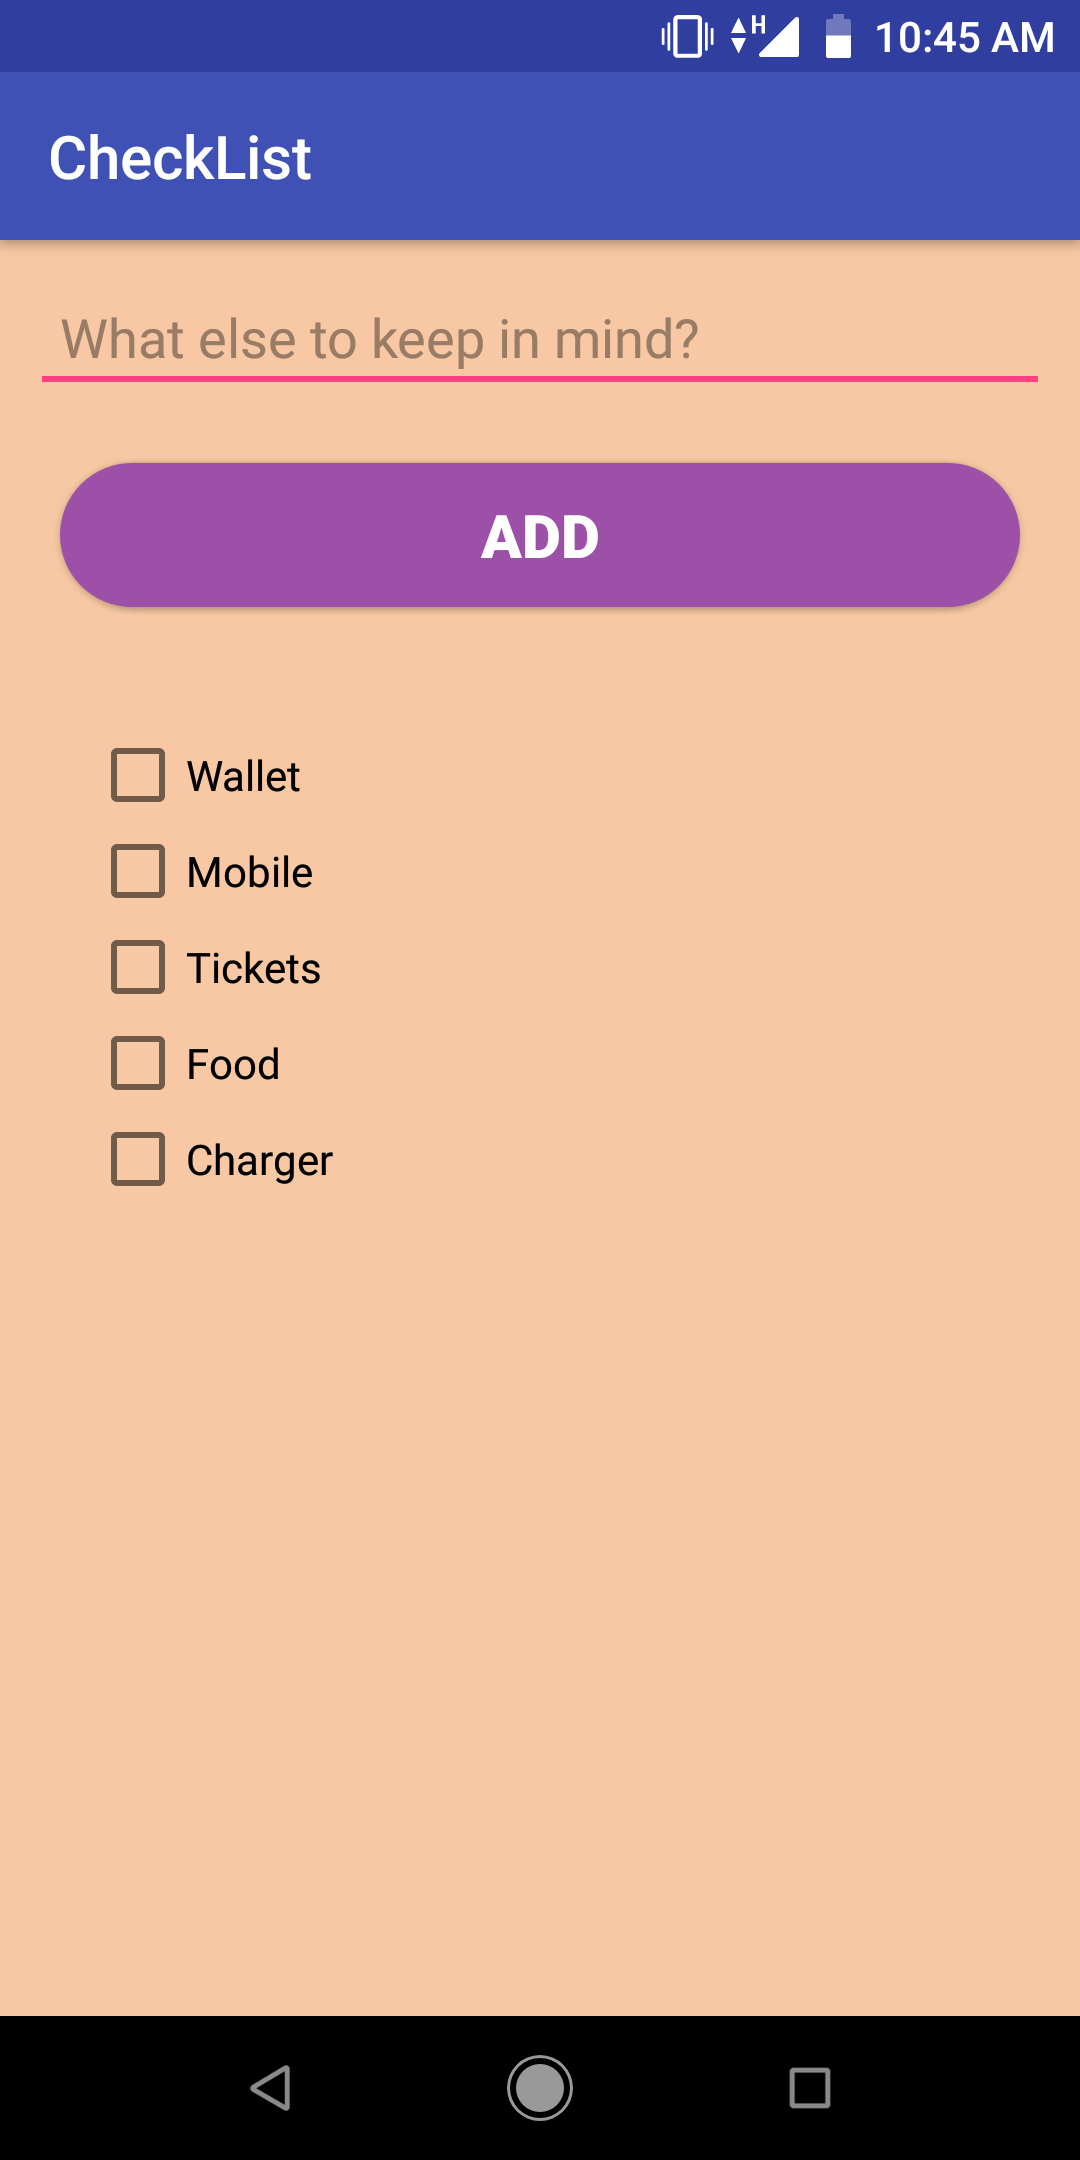 H 10:45 AM
CheckList
What else to keep in mind?
ADD
Wallet
Mobile
Tickets
Food
Charger